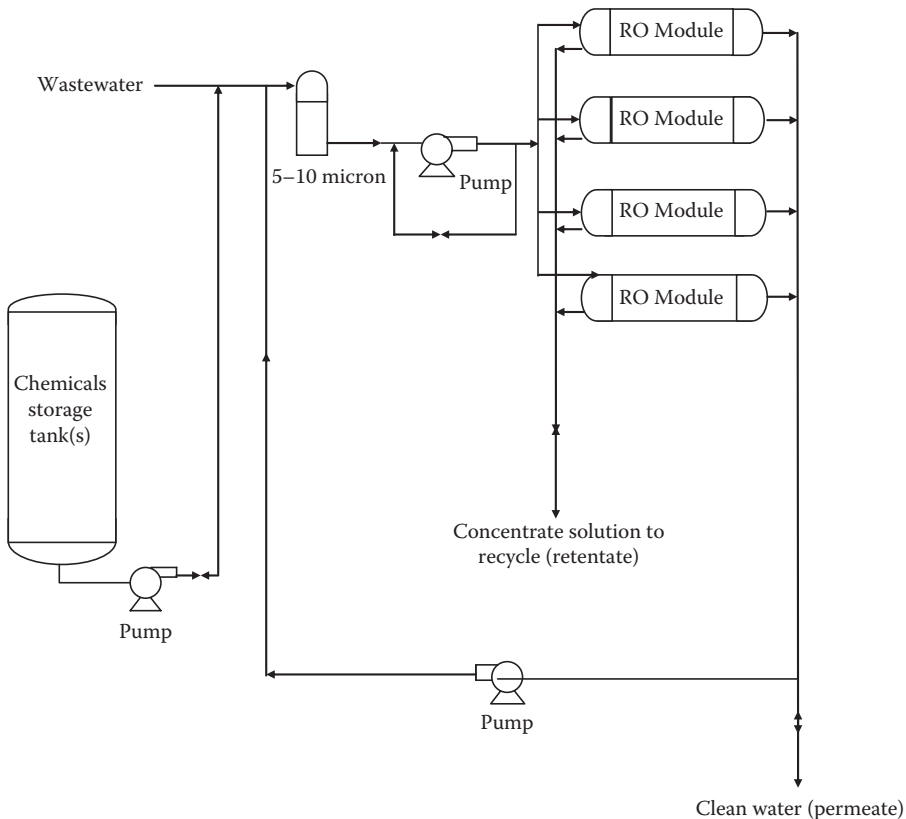 RO Module
Wastewater
RO Module
5–10 micron
Pump
RO Module
RO Module
Chemicals
storage
tank(s)
Concentrate solution to
recycle (retentate)
Pump
Pump
Clean water (permeate)